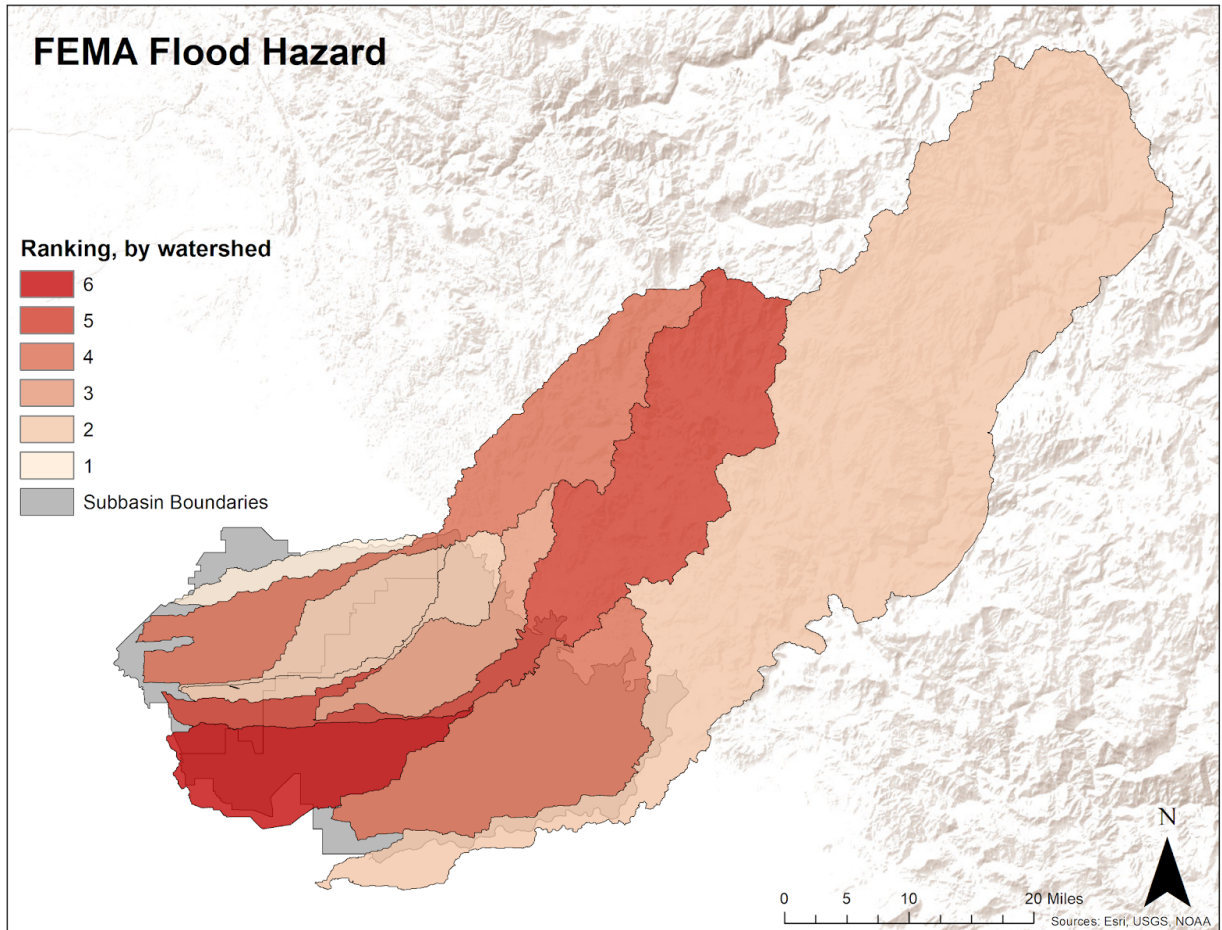 FEMA Flood Hazard
Ranking, by watershed
6
5
4
3
2
1
Subbasin Boundaries
N
0 5 10 20 Miles
Sources: Esri, USGS, NOAA